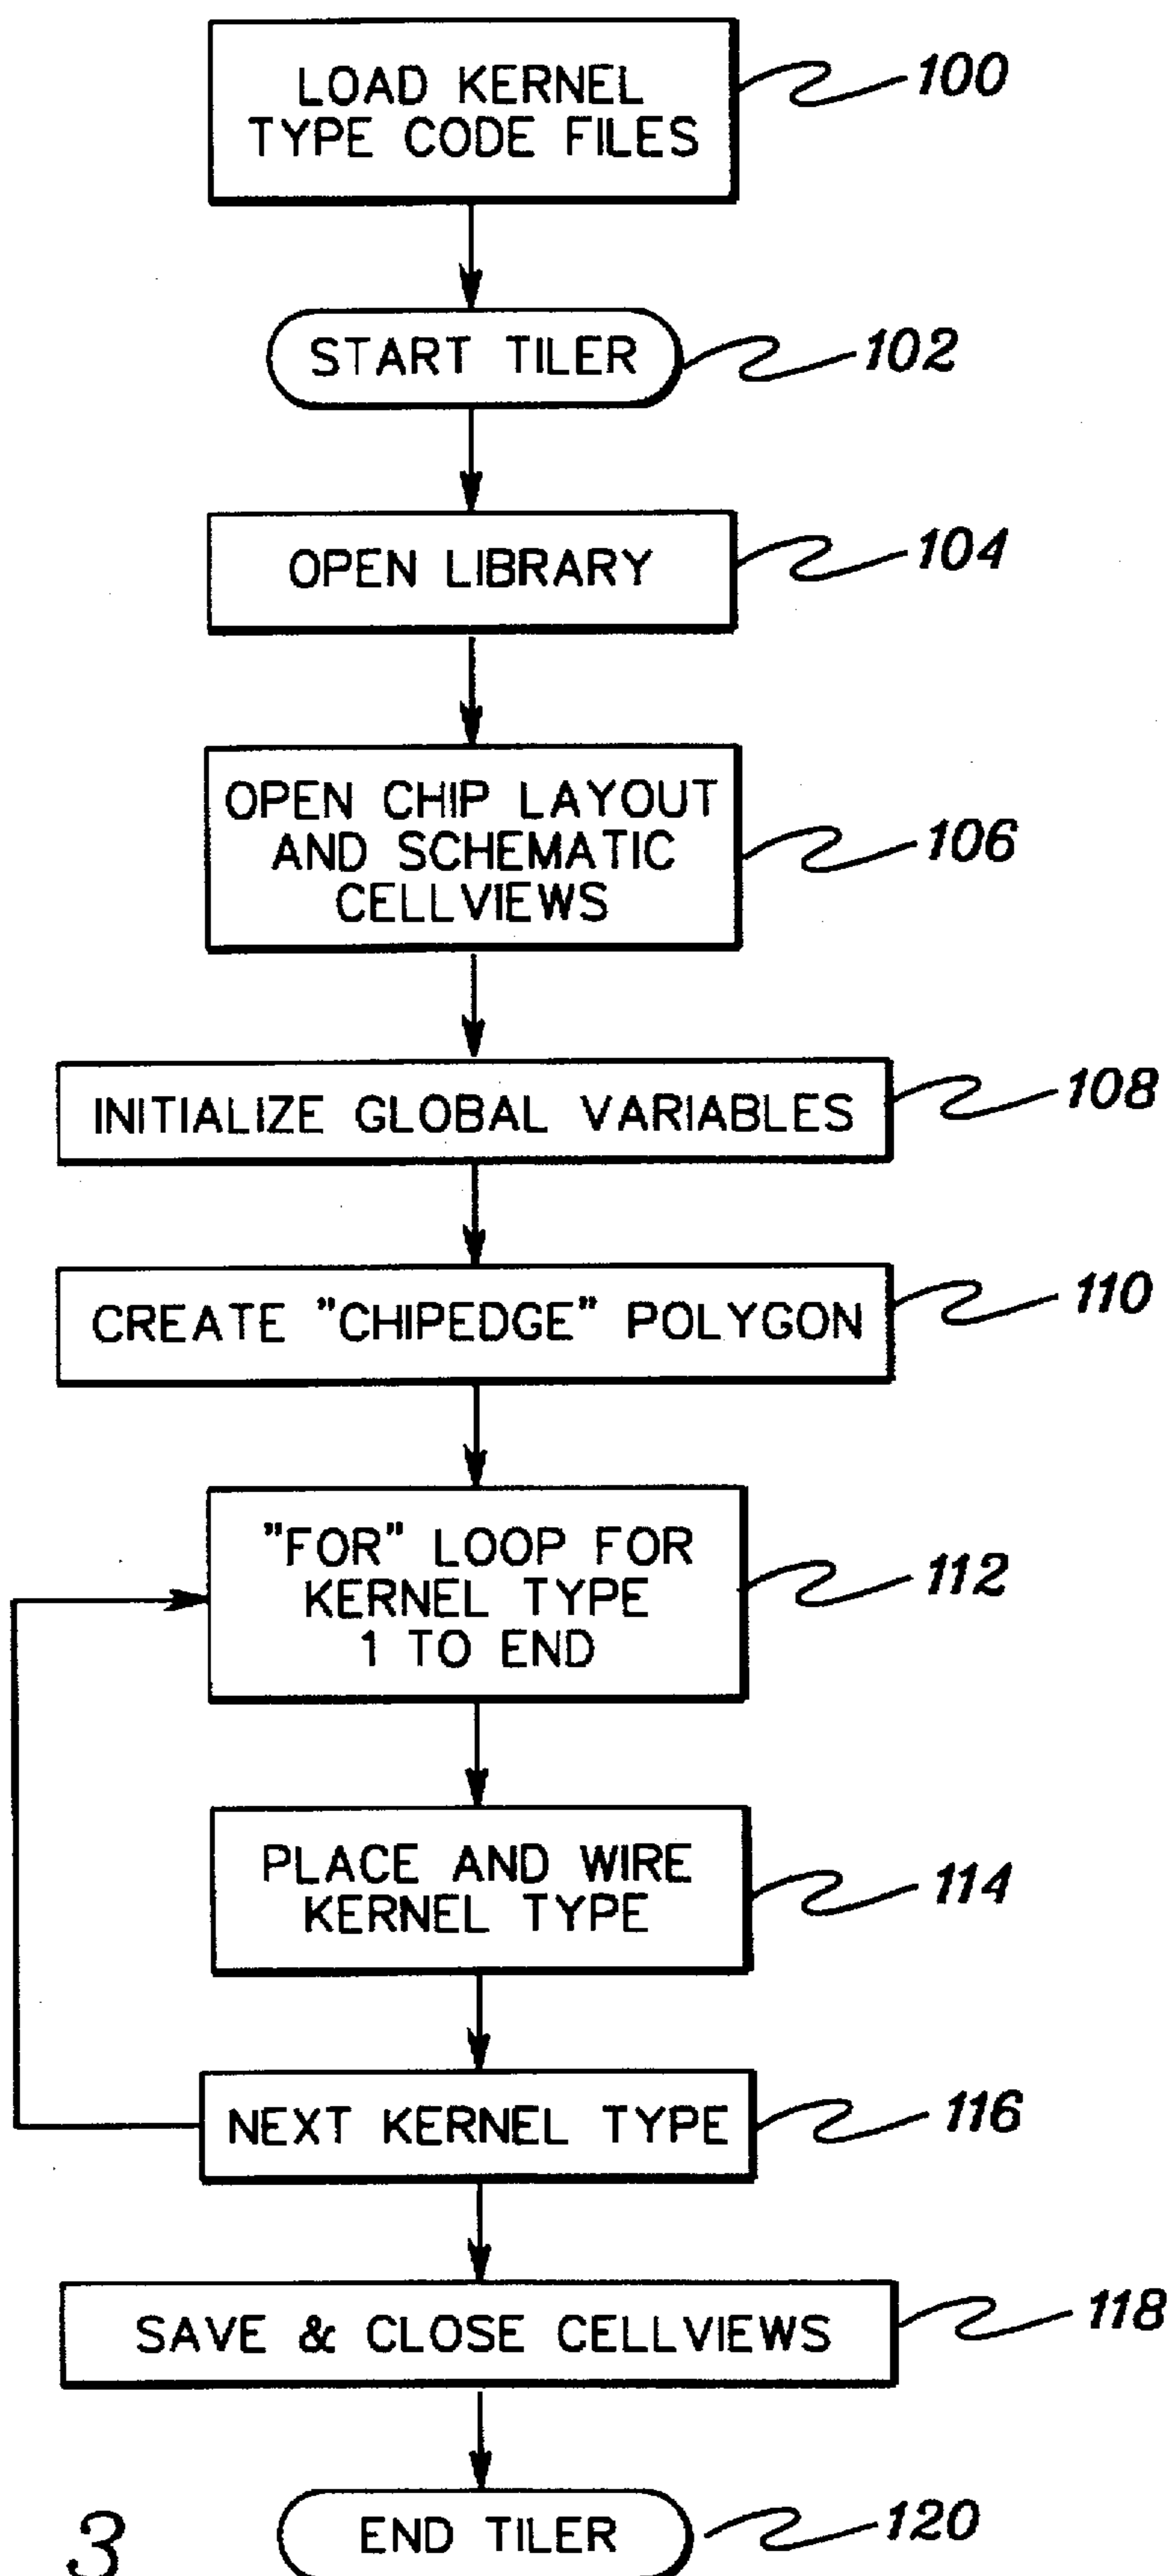 LOAD KERNEL
TYPE CODE FILES
100
START TILER
102
OPEN LIBRARY
104
OPEN CHIP LAYOUT
AND SCHEMATIC
CELLVIEWS
106
INITIALIZE GLOBAL VARIABLES
108
CREATE "CHIPEDGE" POLYGON
110
"FOR" LOOP FOR
KERNEL TYPE
1 TO END
112
PLACE AND WIRE
KERNEL TYPE
114
NEXT KERNEL TYPE
116
SAVE & CLOSE CELLVIEWS
118
END TILER
120
3